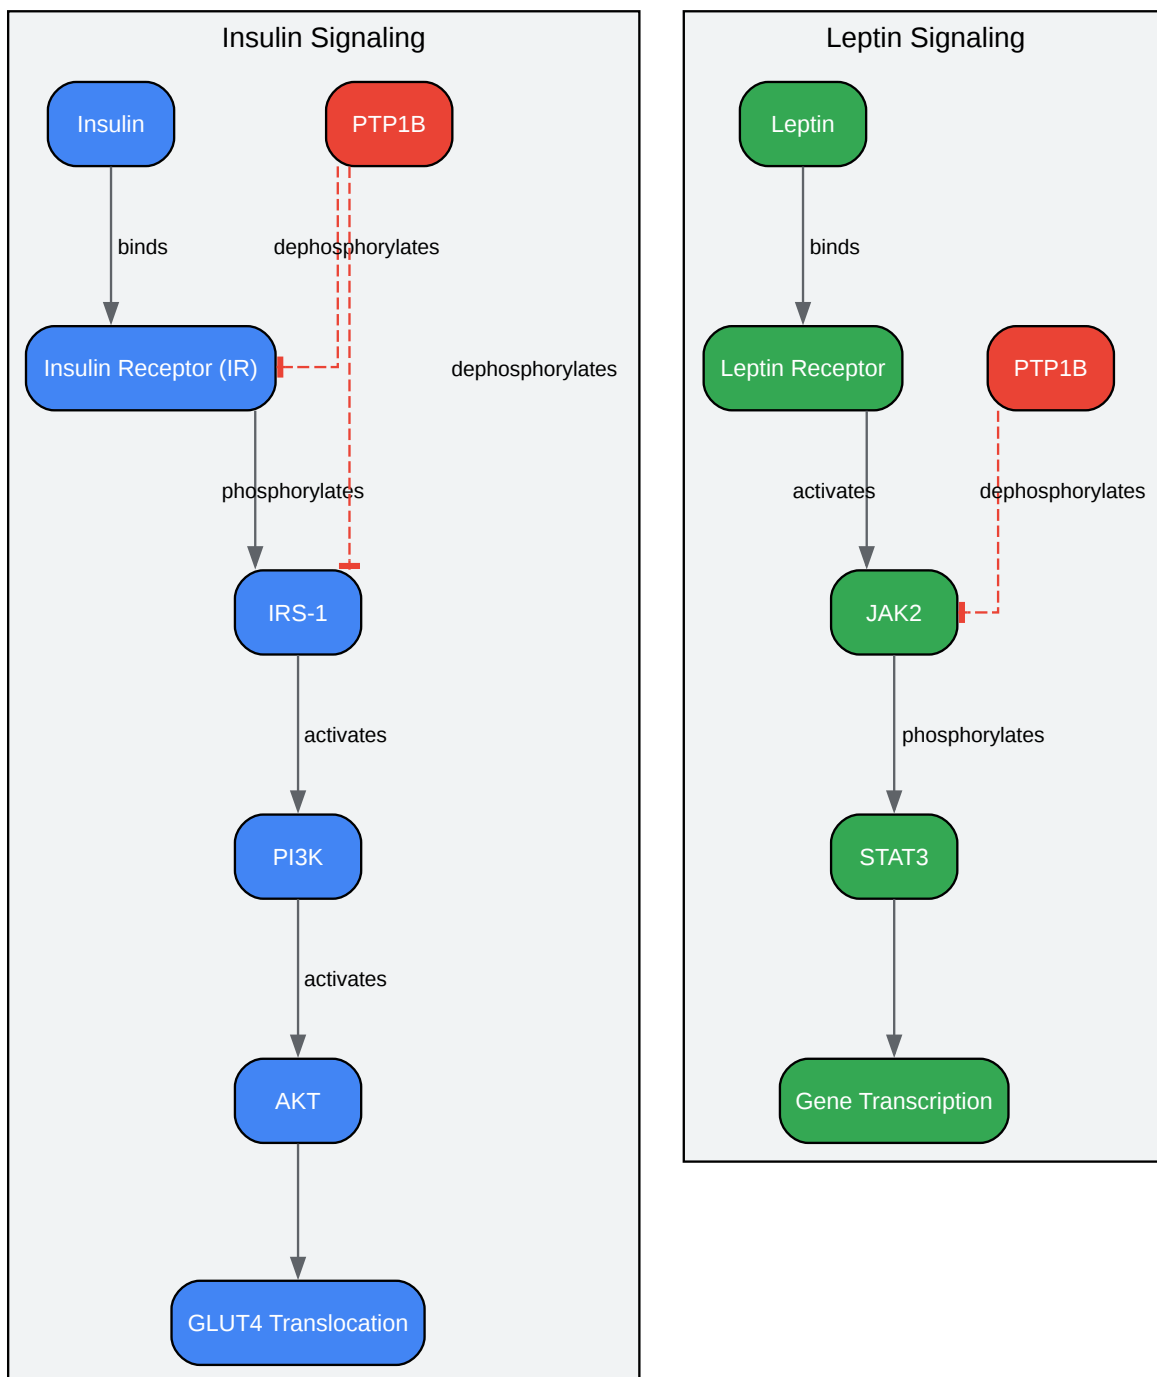 Insulin Signaling
Insulin
PTP1B
binds
dephosphorylates
Insulin Receptor (IR)
dephosphorylates
phosphorylates
IRS-1
activates
PI3K
activates
AKT
GLUT4 Translocation
Leptin Signaling
Leptin
binds
Leptin Receptor
PTP1B
activates
dephosphorylates
JAK2
phosphorylates
STAT3
Gene Transcription